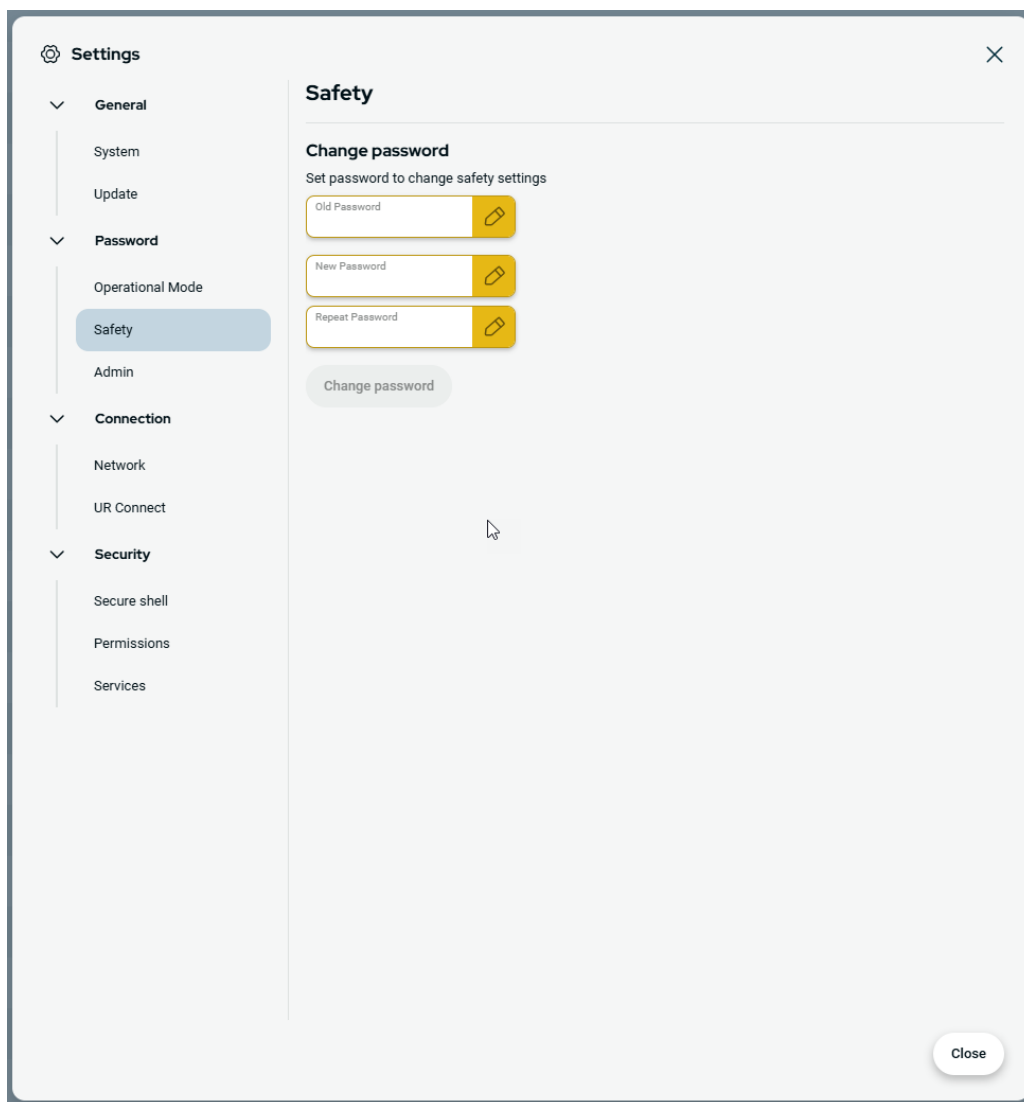 Settings
General
System
Update
Password
Operational Mode
Safety
Admin
Connection
Network
UR Connect
Security
Secure shell
Permissions
Services
Safety
Change password
Set password to change safety settings
Old Password
New Password
Repeat Password
Change password
Close